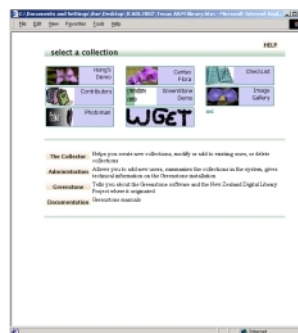 File Edit View Favorites Tools Help
HELP
select a collection
Hong's Demo
Garden Flora
CheckList
Contributors
Greenstone Demo
Image Gallery
Photoman
WGET
The Collector Helps you create new collections, modify or add to existing ones, or delete collections
Administration Allows you to add new users, summarizes the collections in the system, gives technical information on the Greenstone installation
Greenstone Tells you about the Greenstone software and the New Zealand Digital Library Project where it originated
Documentation Greenstone manuals
Internet